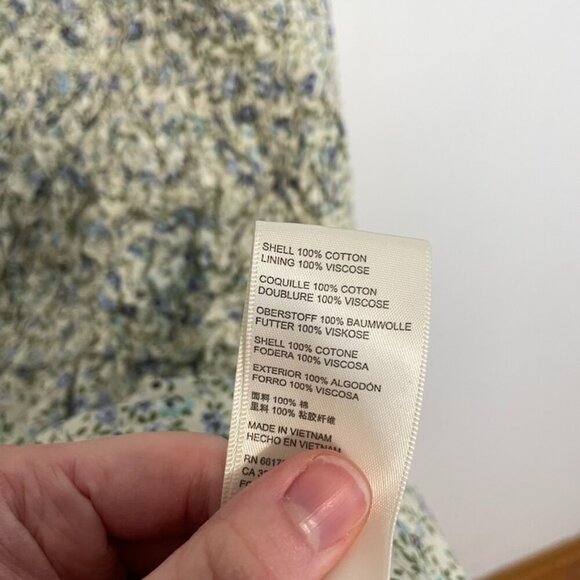 SHELL 100% COTTON
LINING 100% VISCOSE
COQUILLE 100% COTON
DOUBLURE 100% VISCOSE
OBERSTOFF 100% BAUMWOLLE
FUTTER 100% VISKOSE
SHELL 100% COTONE
FODERA 100% VISCOSA
EXTERIOR 100% ALGODÓN
FORRO 100% VISCOSA
面料 100% 棉
里料 100% 粘胶纤维
MADE IN VIETNAM
HECHO EN VIETNAM
RN
CA